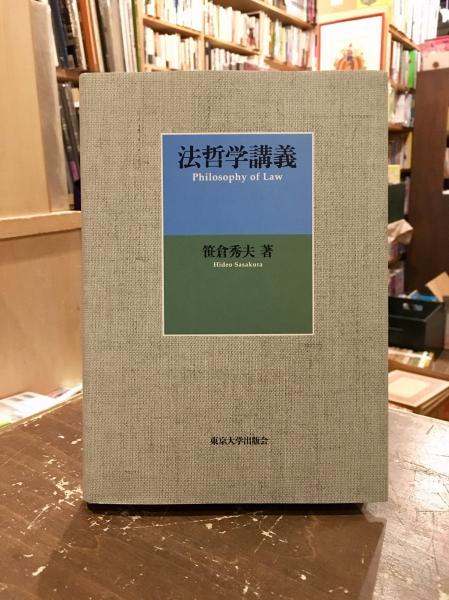 法哲学講義
Philosophy of Law
笹倉秀夫 著
Hideo Sasakura
東京大学出版会